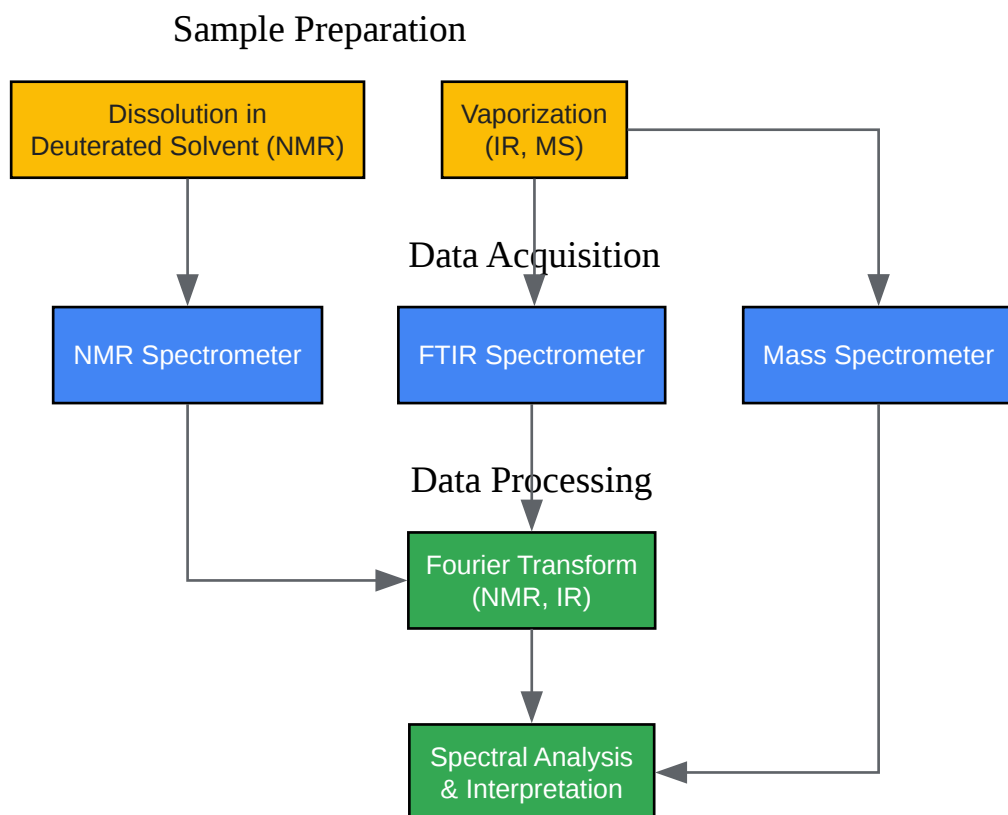 Sample Preparation
Dissolution in
Deuterated Solvent (NMR)
Vaporization
(IR, MS)
Data Acquisition
NMR Spectrometer
FTIR Spectrometer
Mass Spectrometer
Data Processing
Fourier Transform
(NMR, IR)
Spectral Analysis
& Interpretation